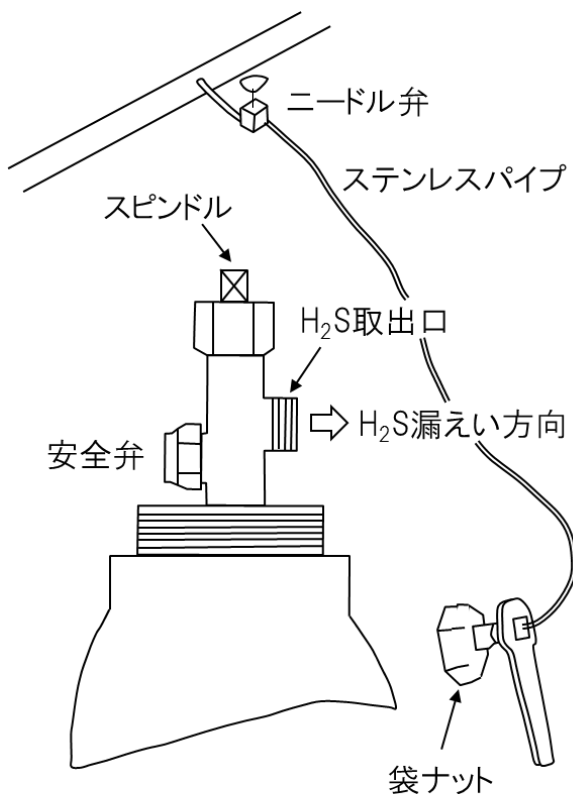 ニードル弁
ステンレスパイプ
スピンドル
H₂S取出口
H₂S漏えい方向
安全弁
袋ナット